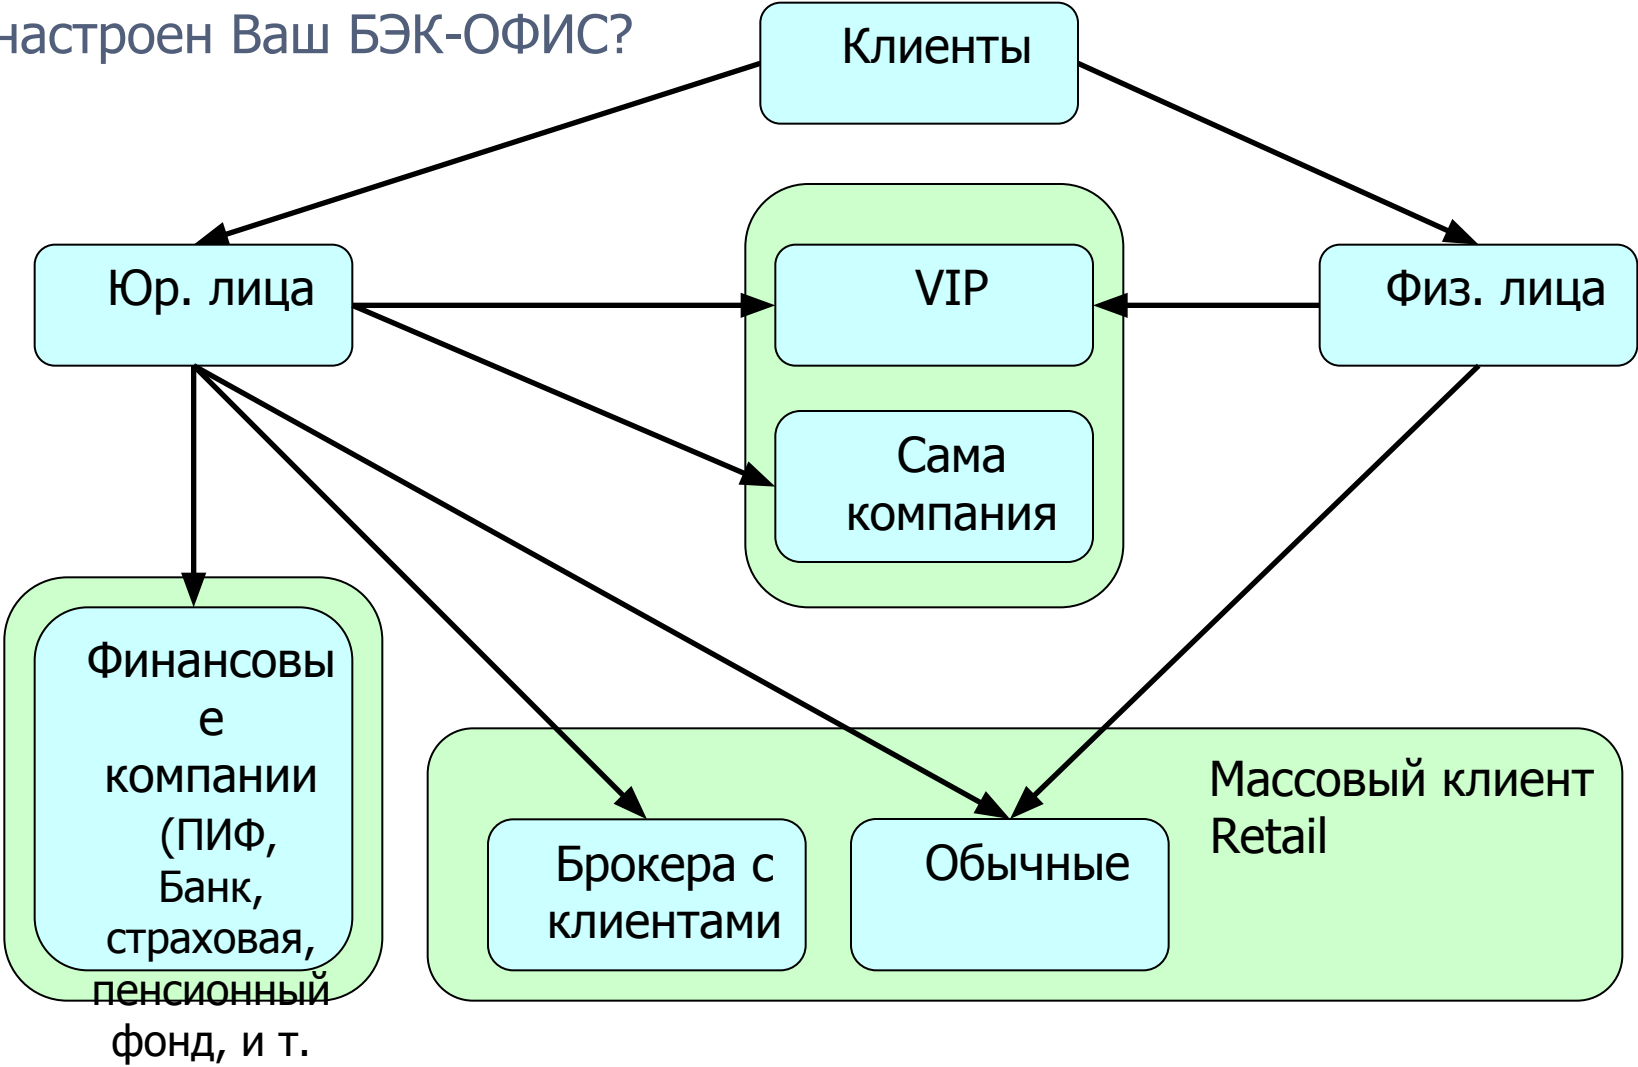 настроен Ваш БЭК-ОФИС?
Клиенты
Юр. лица
VIP
Физ. лица
Сама
компания
Финансовы
е
компании
(ПИФ,
Банк,
страховая,
пенсионный
фонд, и т.
Массовый клиент
Retail
Брокера с
клиентами
Обычные